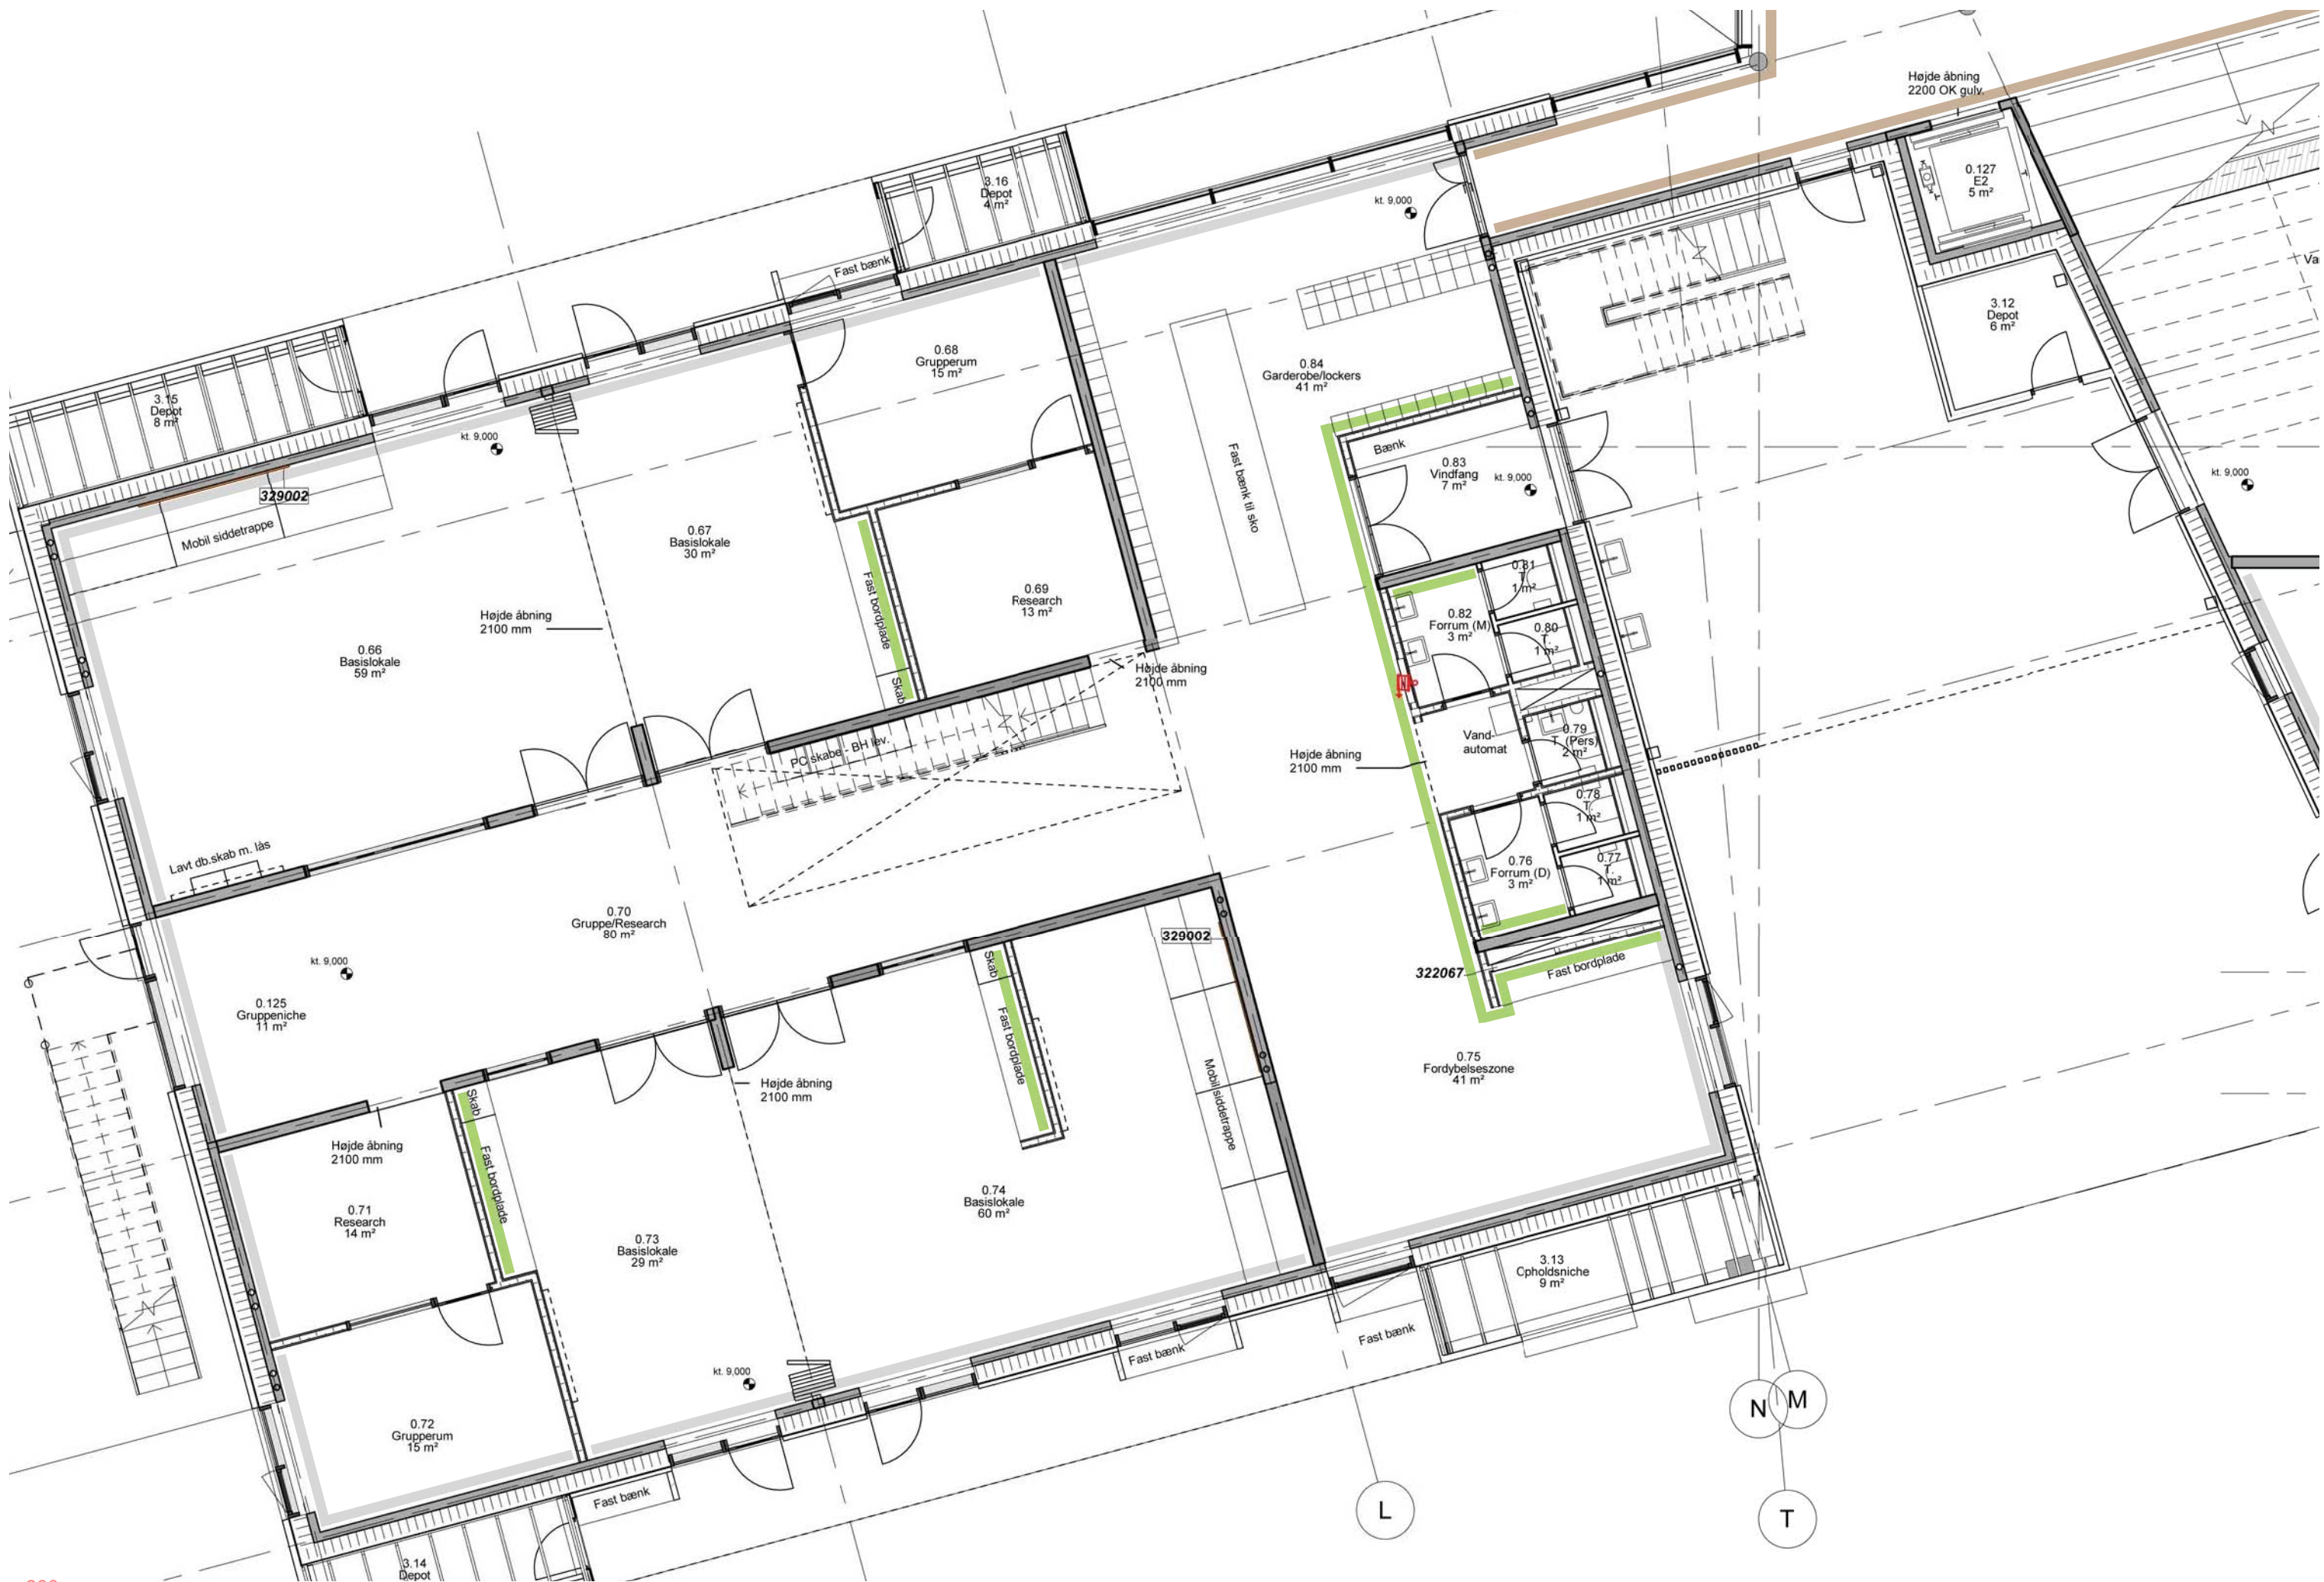 Højde åbning
2200 OK gulv.
0.127
E2
5 m²
3.16
Depot
4 m²
kt. 9,000
Fast bænk
3.12
Depot
6 m²
Va
0.68
Grupperum
15 m²
0.84
Garderobe/lockers
41 m²
3.15
Depot
8 m²
kt. 9,000
Bænk
0.83
Vindfang
7 m²
kt. 9,000
kt. 9,000
329002
Mobil siddetrappe
Fast bænk til sko
0.67
Basislokale
30 m²
0.69
Research
13 m²
Fast bordplade
Skab
0.81
T.
1 m²
0.82
Forrum (M)
3 m²
0.80
T.
1 m²
Højde åbning
2100 mm
0.66
Basislokale
59 m²
Højde åbning
2100 mm
PC skabe - BH lev.
Vand-
automat
0.79
T. (Pers)
2 m²
Højde åbning
2100 mm
0.78
T.
1 m²
Lavt db.skab m. lås
0.76
Forrum (D)
3 m²
0.77
T.
1 m²
0.70
Gruppe/Research
80 m²
329002
kt. 9,000
Skab
322067
Fast bordplade
0.125
Gruppeniche
11 m²
Fast bordplade
0.75
Fordybelseszone
41 m²
Højde åbning
2100 mm
Skab
Mobil siddetrappe
Højde åbning
2100 mm
Fast bordplade
0.71
Research
14 m²
0.74
Basislokale
60 m²
0.73
Basislokale
29 m²
3.13
Cpholdsniche
9 m²
Fast bænk
Fast bænk
kt. 9,000
N
M
0.72
Grupperum
15 m²
Fast bænk
L
T
3.14
Depot